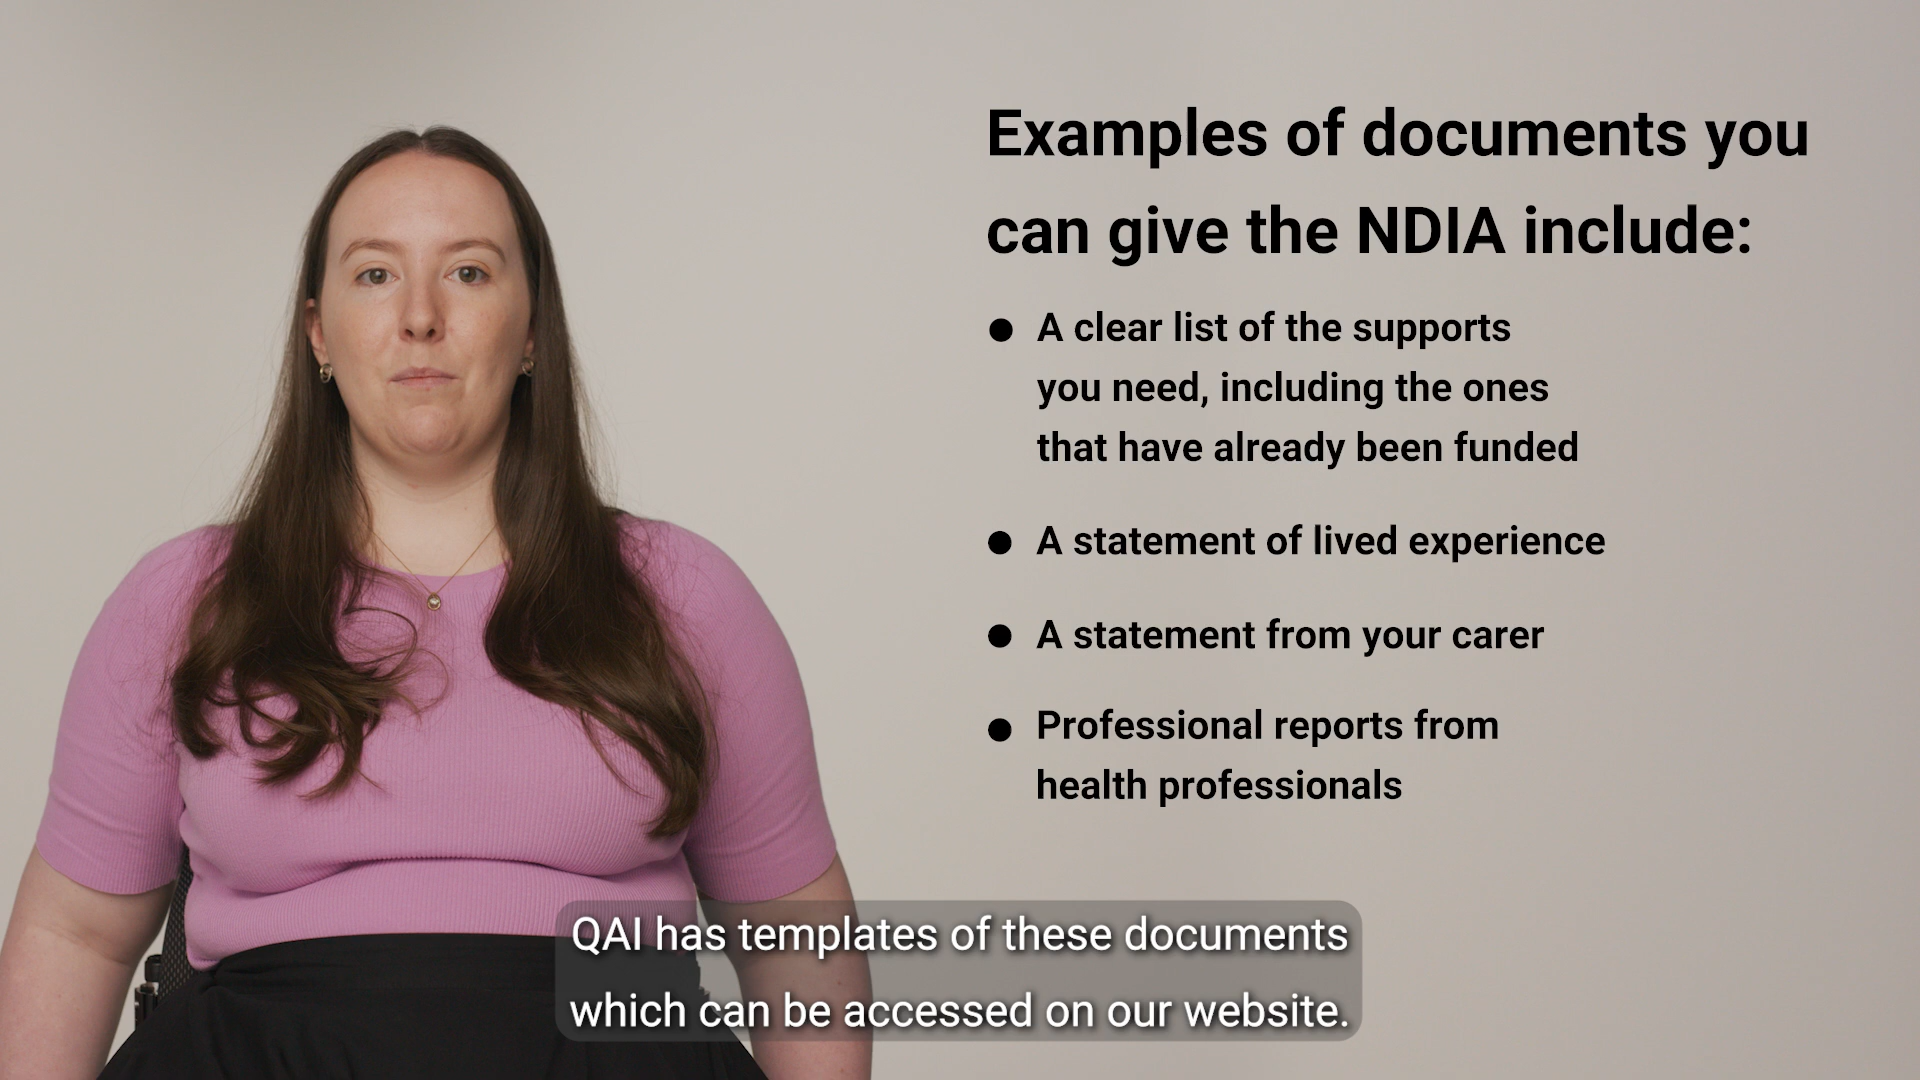 Examples of documents you
can give the NDIA include:
● A clear list of the supports
you need, including the ones
that have already been funded
● A statement of lived experience
● A statement from your carer
● Professional reports from
health professionals
QAI has templates of these documents
which can be accessed on our website.